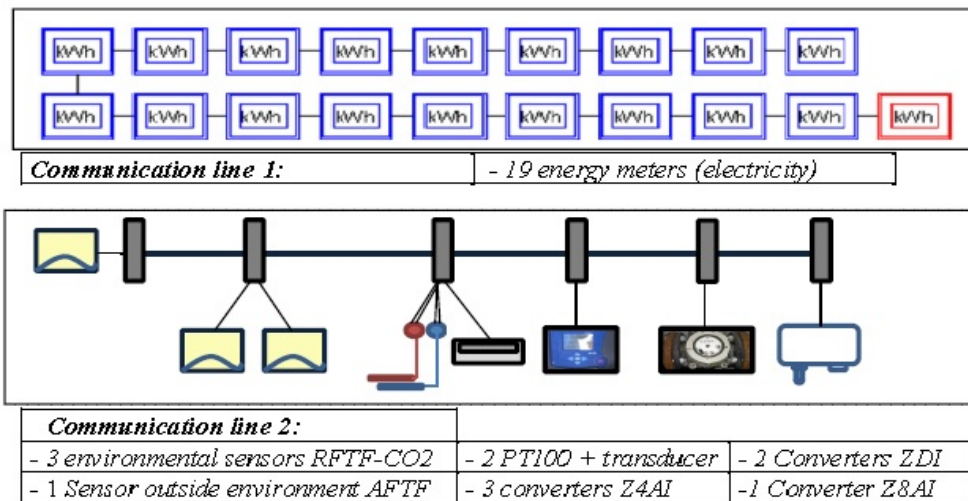 kWh kWh kWh kWh kWh kWh kWh kWh kWh
kWh kWh kWh kWh kWh kWh kWh kWh kWh kWh
Communication line 1: - 19 energy meters (electricity)
Communication line 2:
- 3 environmental sensors RFTF-CO2 - 2 PT100 + transducer - 2 Converters ZDI
- 1 Sensor outside environment AFTF - 3 converters Z4AI -1 Converter Z8AI